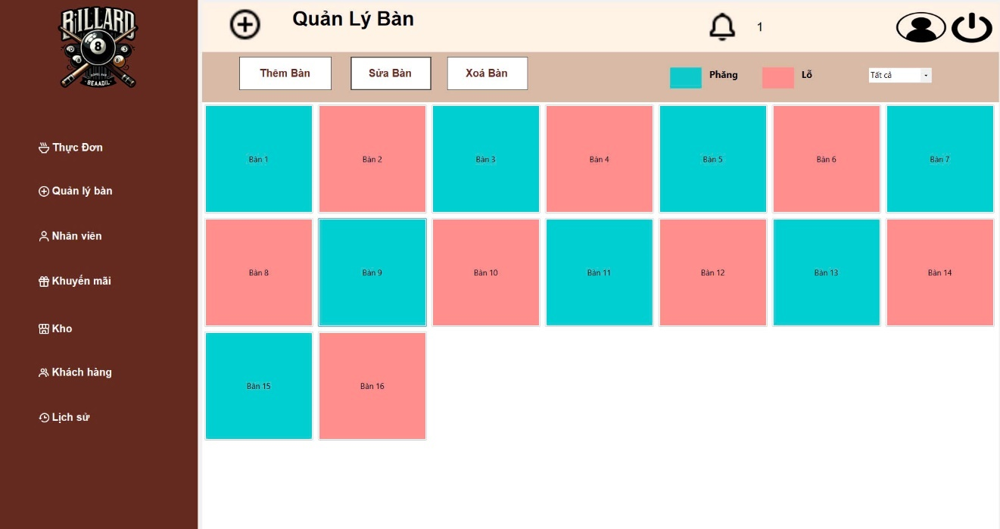 BILLARD
8
BEAADIL
Quản Lý Bàn
1
Thêm Bàn
Sửa Bàn
Xoá Bàn
Phăng
Lỗ
Tất cả
Thực Đơn
Quản lý bàn
Nhân viên
Khuyến mãi
Kho
Khách hàng
Lịch sử
Bàn 1
Bàn 2
Bàn 3
Bàn 4
Bàn 5
Bàn 6
Bàn 7
Bàn 8
Bàn 9
Bàn 10
Bàn 11
Bàn 12
Bàn 13
Bàn 14
Bàn 15
Bàn 16